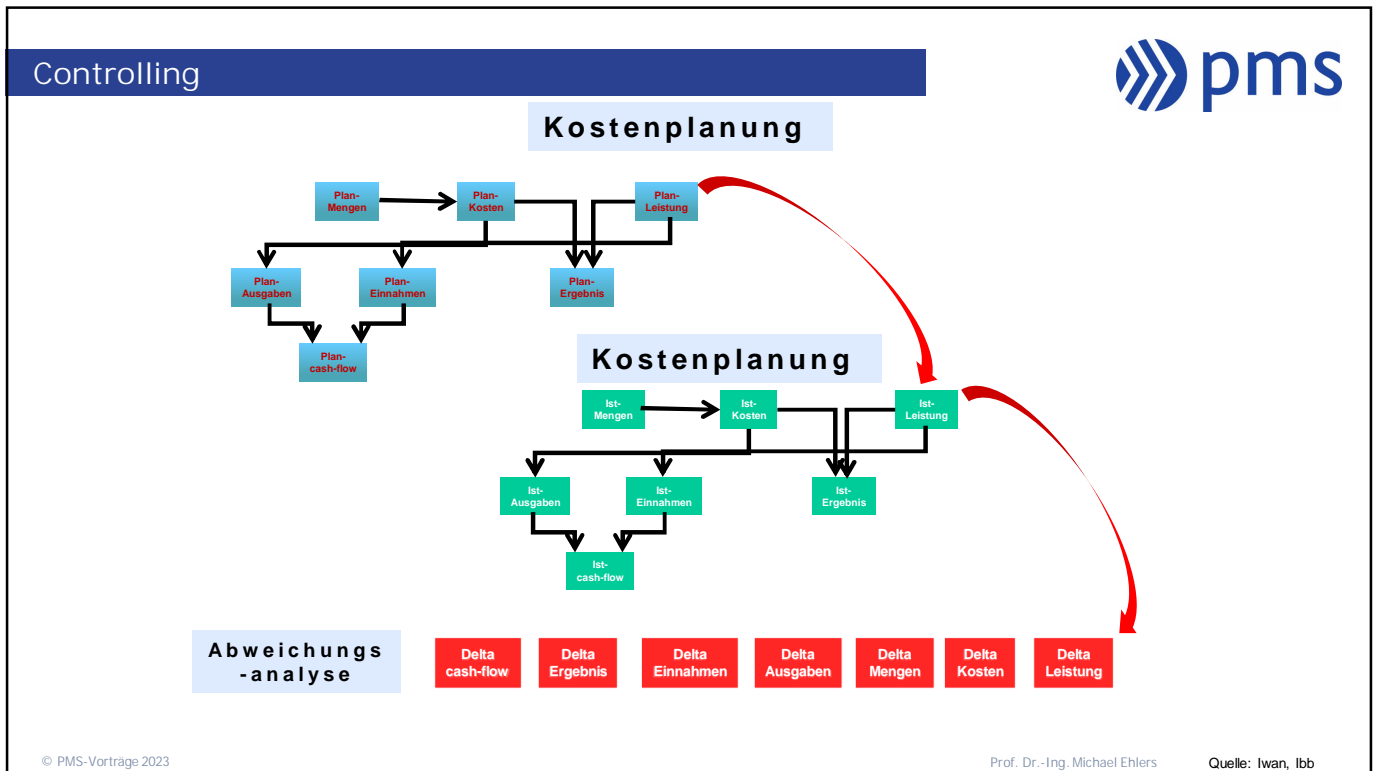 Controlling
pms
Kostenplanung
Plan-
Mengen
Plan-
Kosten
Plan-
Leistung
Plan-
Ausgaben
Plan-
Einnahmen
Plan-
Ergebnis
Plan-
cash-flow
Kostenplanung
Ist-
Mengen
Ist-
Kosten
Ist-
Leistung
Ist-
Ausgaben
Ist-
Einnahmen
Ist-
Ergebnis
Ist-
cash-flow
Abweichungs
-analyse
Delta
cash-flow
Delta
Ergebnis
Delta
Einnahmen
Delta
Ausgaben
Delta
Mengen
Delta
Kosten
Delta
Leistung
© PMS-Vorträge 2023
Prof. Dr.-Ing. Michael Ehlers
Quelle: Iwan, Ibb